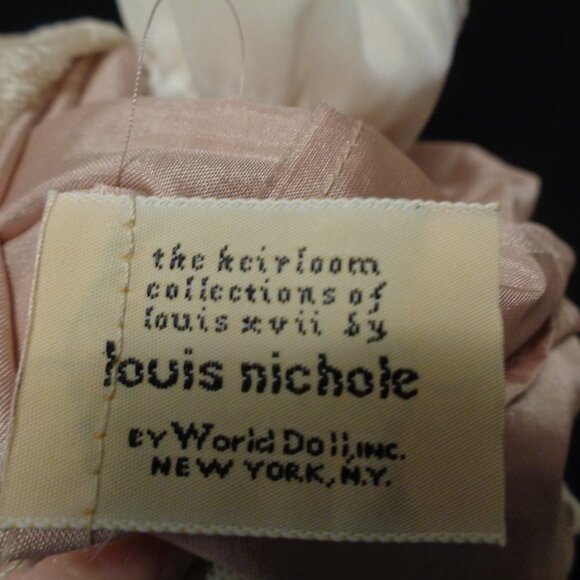 the heirloom
collections of
louis xvii by
louis nichole
BY World Doll, INC.
NEW YORK, N.Y.